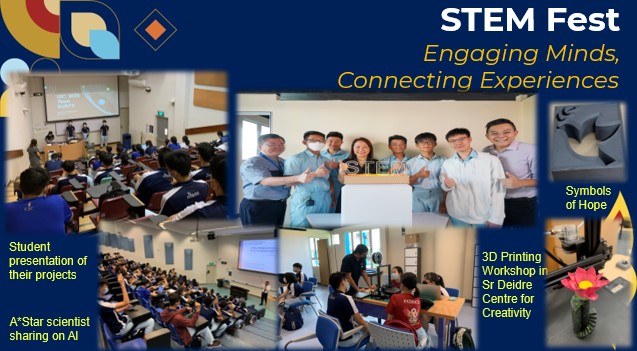 STEM Fest
Engaging Minds,
Connecting Experiences
STEM
Symbols
of Hope
Student
presentation of
their projects
3D Printing
Workshop in
Sr Deidre
Centre for
Creativity
A*Star scientist
sharing on AI